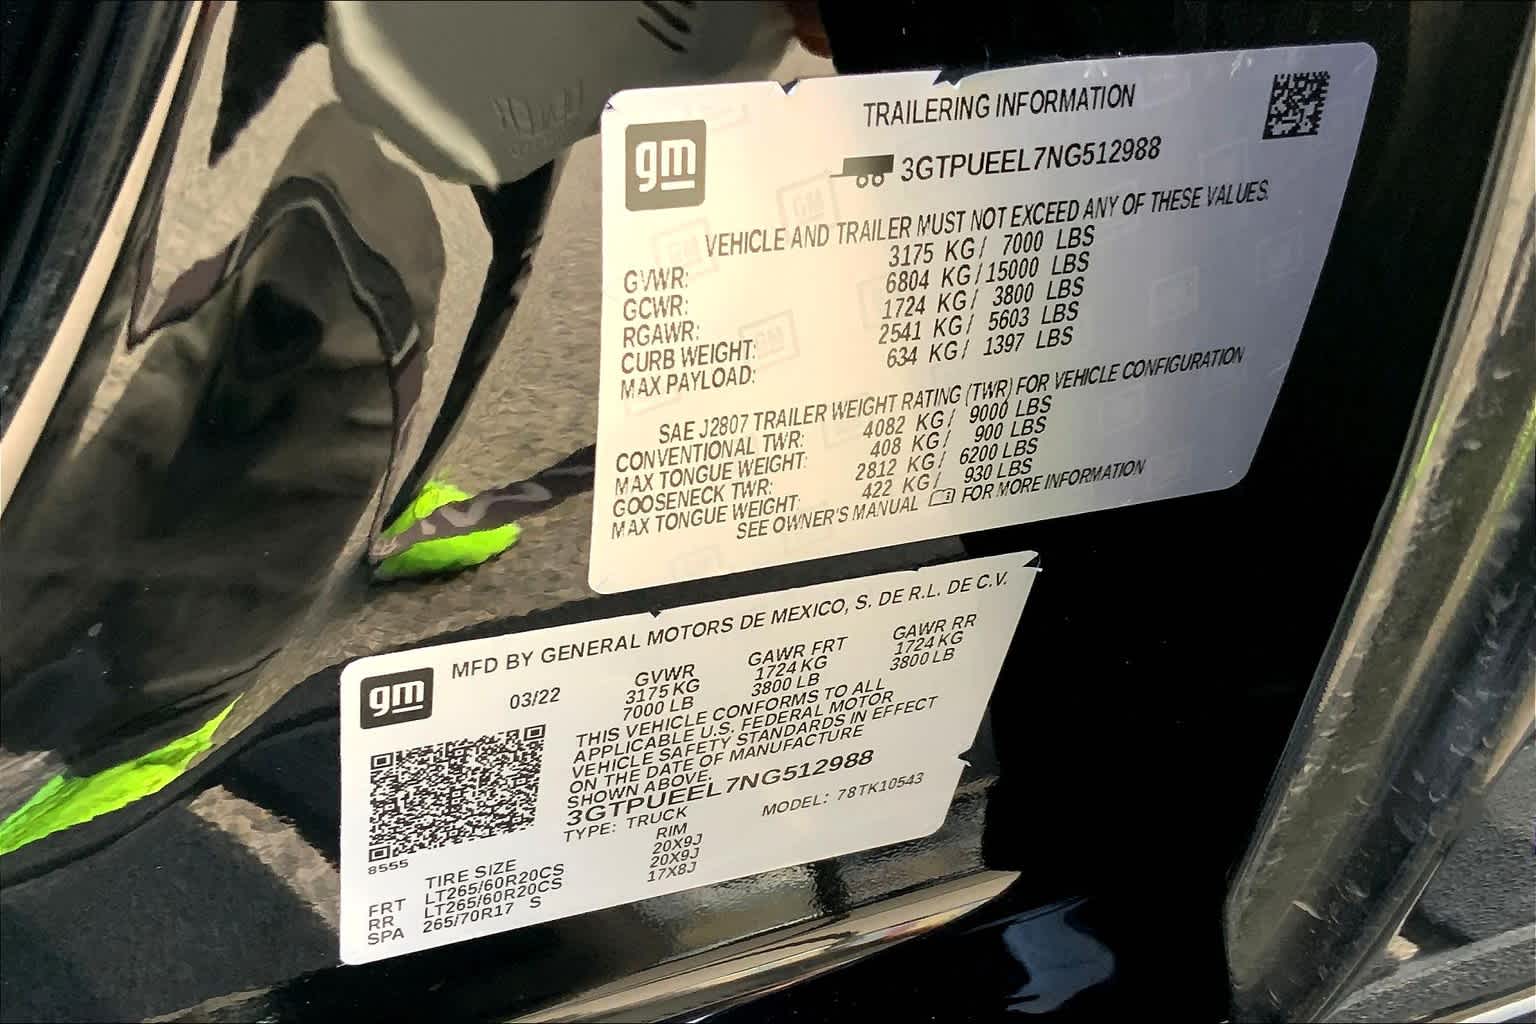 gm
TRAILERING INFORMATION
3GTPUEEL7NG512988
VEHICLE AND TRAILER MUST NOT EXCEED ANY OF THESE VALUES.
GVWR: 3175 KG/ 7000 LBS
GCWR: 6804 KG/15000 LBS
RGAWR: 1724 KG/ 3800 LBS
CURB WEIGHT: 2541 KG/ 5603 LBS
MAX PAYLOAD: 634 KG/ 1397 LBS
SAE J2807 TRAILER WEIGHT RATING (TWR) FOR VEHICLE CONFIGURATION
CONVENTIONAL TWR: 4082 KG/ 9000 LBS
MAX TONGUE WEIGHT: 408 KG/ 900 LBS
GOOSENECK TWR: 2812 KG/ 6200 LBS
MAX TONGUE WEIGHT: 422 KG/ 930 LBS
SEE OWNER'S MANUAL FOR MORE INFORMATION
gm
MFD BY GENERAL MOTORS DE MEXICO, S. DE R.L. DE C.V.
03/22 GVWR GAWR FRT GAWR RR
3175 KG 1724 KG 1724 KG
7000 LB 3800 LB 3800 LB
THIS VEHICLE CONFORMS TO ALL
APPLICABLE U.S. FEDERAL MOTOR
VEHICLE SAFETY STANDARDS IN EFFECT
ON THE DATE OF MANUFACTURE
SHOWN ABOVE.
3GTPUEEL7NG512988
TYPE: TRUCK MODEL: 78TK10543
8555
TIRE SIZE RIM
FRT LT265/60R20CS 20X9J
RR LT265/60R20CS 20X9J
SPA 265/70R17 S 17X8J